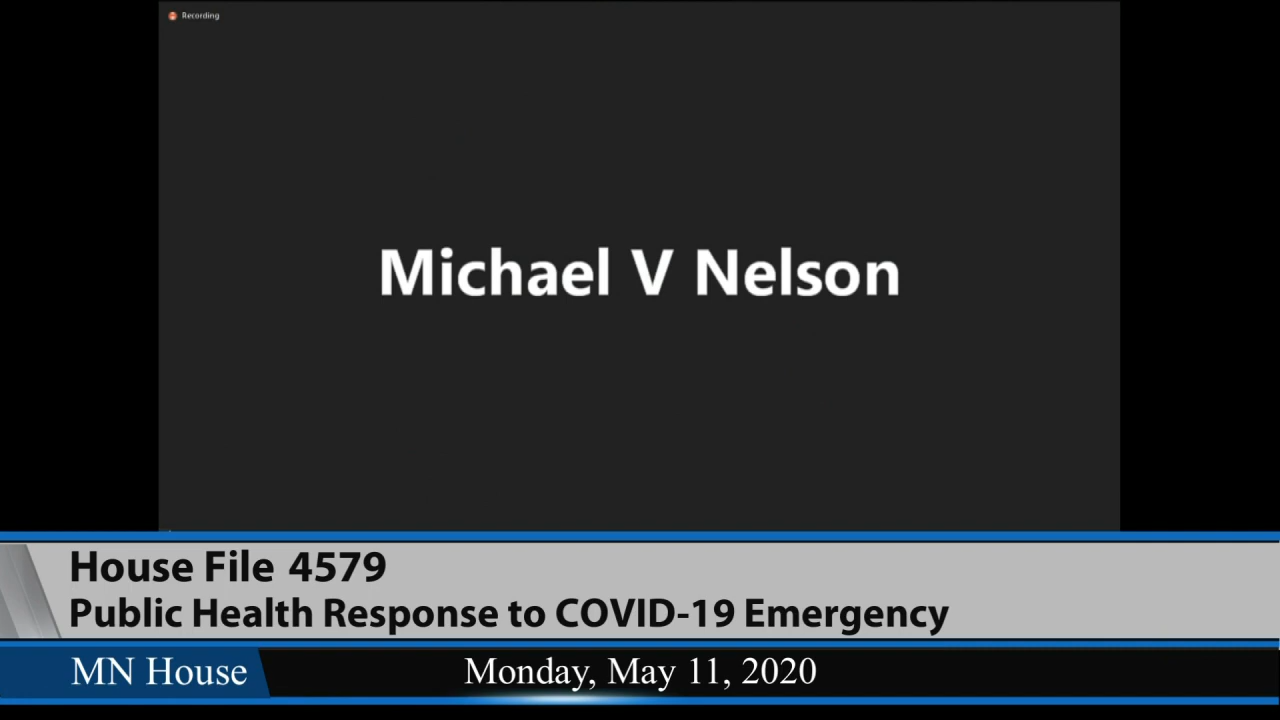 Recording
Michael V Nelson
House File 4579
Public Health Response to COVID-19 Emergency
MN House
Monday, May 11, 2020